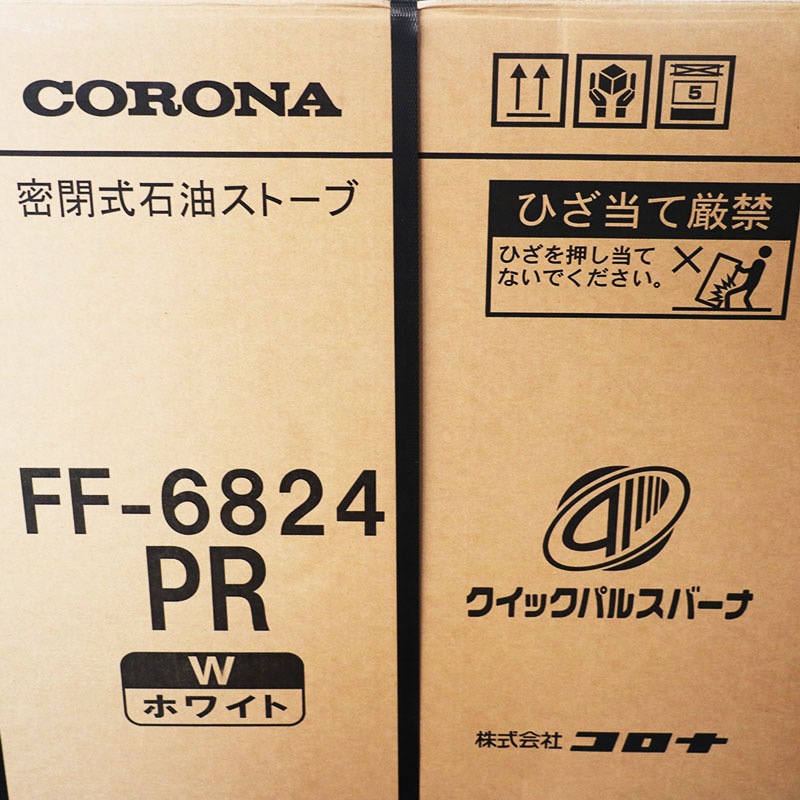 CORONA
5
密閉式石油ストーブ
ひざ当て厳禁
ひざを押し当て
ないでください。
FF-6824
PR
W
ホワイト
クイックパルスバーナ
株式会社コロナ